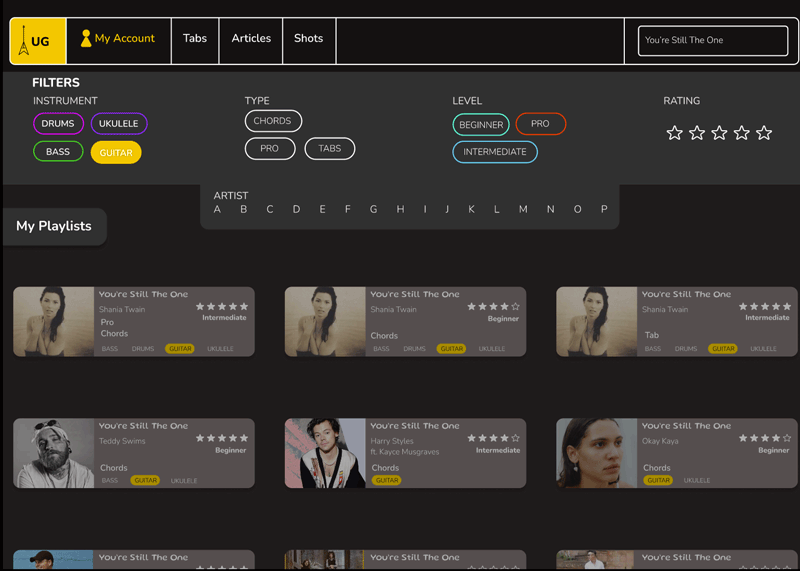 UG
My Account
Tabs
Articles
Shots
You're Still The One
FILTERS
INSTRUMENT
DRUMS
UKULELE
BASS
GUITAR
TYPE
CHORDS
PRO
TABS
LEVEL
BEGINNER
PRO
INTERMEDIATE
RATING
ARTIST
A B C D E F G H I J K L M N O P
My Playlists
You're Still The One
Shania Twain
Intermediate
Pro
Chords
BASS DRUMS GUITAR UKULELE
You're Still The One
Shania Twain
Beginner
Chords
BASS DRUMS GUITAR UKULELE
You're Still The One
Shania Twain
Intermediate
Tab
BASS DRUMS GUITAR UKULELE
You're Still The One
Teddy Swims
Beginner
Chords
BASS GUITAR UKULELE
You're Still The One
Harry Styles
ft. Kayco Musgraves
Intermediate
Chords
GUITAR
You're Still The One
Okay Kaya
Beginner
Chords
GUITAR UKULELE
You're Still The One
You're Still The One
You're Still The One